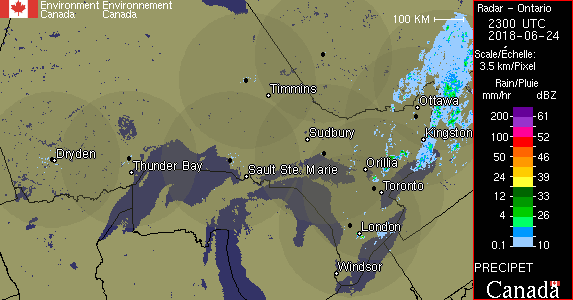 Environment Environnement
Canada Canada
Radar - Ontario
2300 UTC
2018-06-24
100 KM
Scale/Échelle:
3.5 km/Pixel
Rain/Pluie
mm/hr dBZ
200 61
100 52
50 46
24 39
12 34
4 26
0.1 10
PRECIPET
Canada
Timmins
Ottawa
Sudbury
Kingston
Dryden
Thunder Bay
Sault Ste. Marie
Orillia
Toronto
London
Windsor